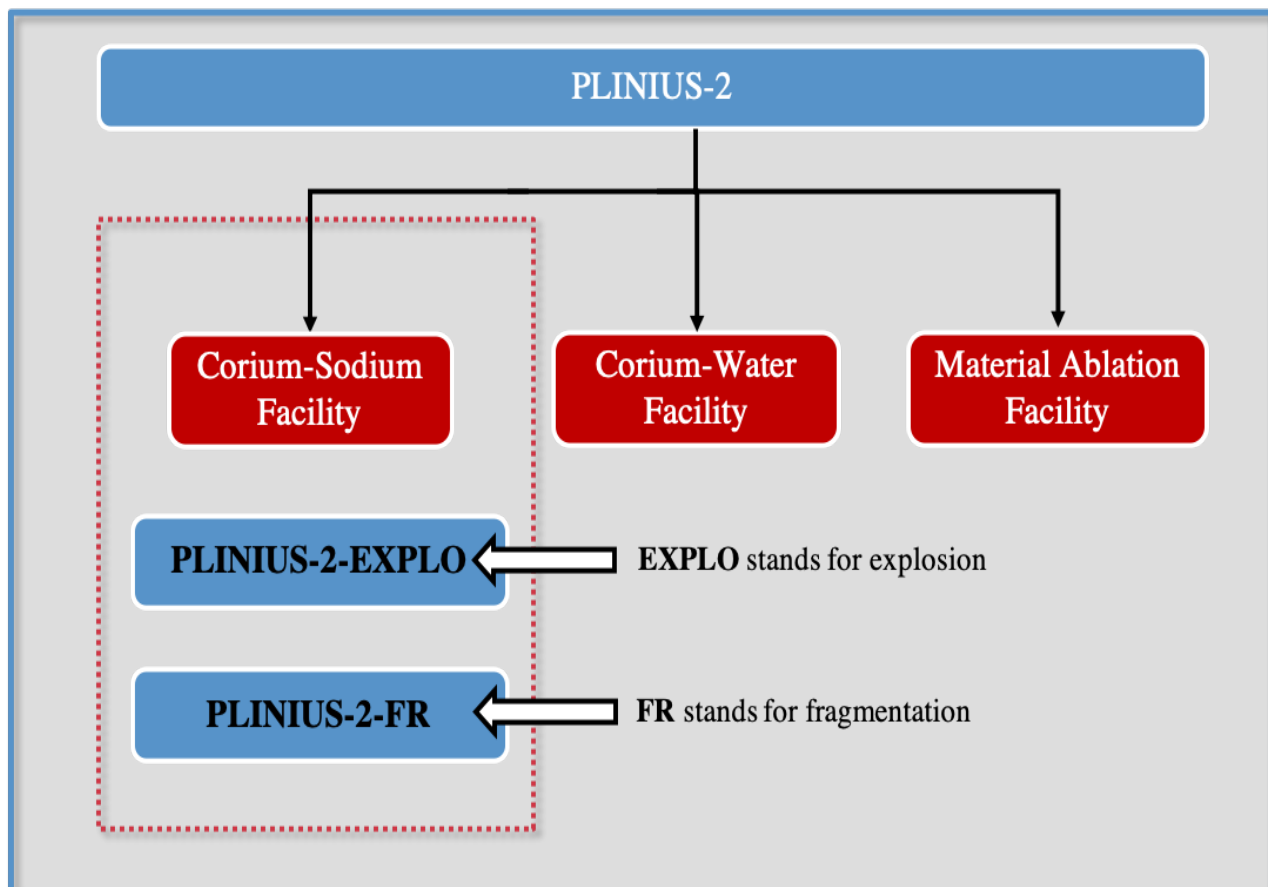 PLINIUS-2
Corium-Sodium
Facility
Corium-Water
Facility
Material Ablation
Facility
PLINIUS-2-EXPLO
EXPLO stands for explosion
PLINIUS-2-FR
FR stands for fragmentation